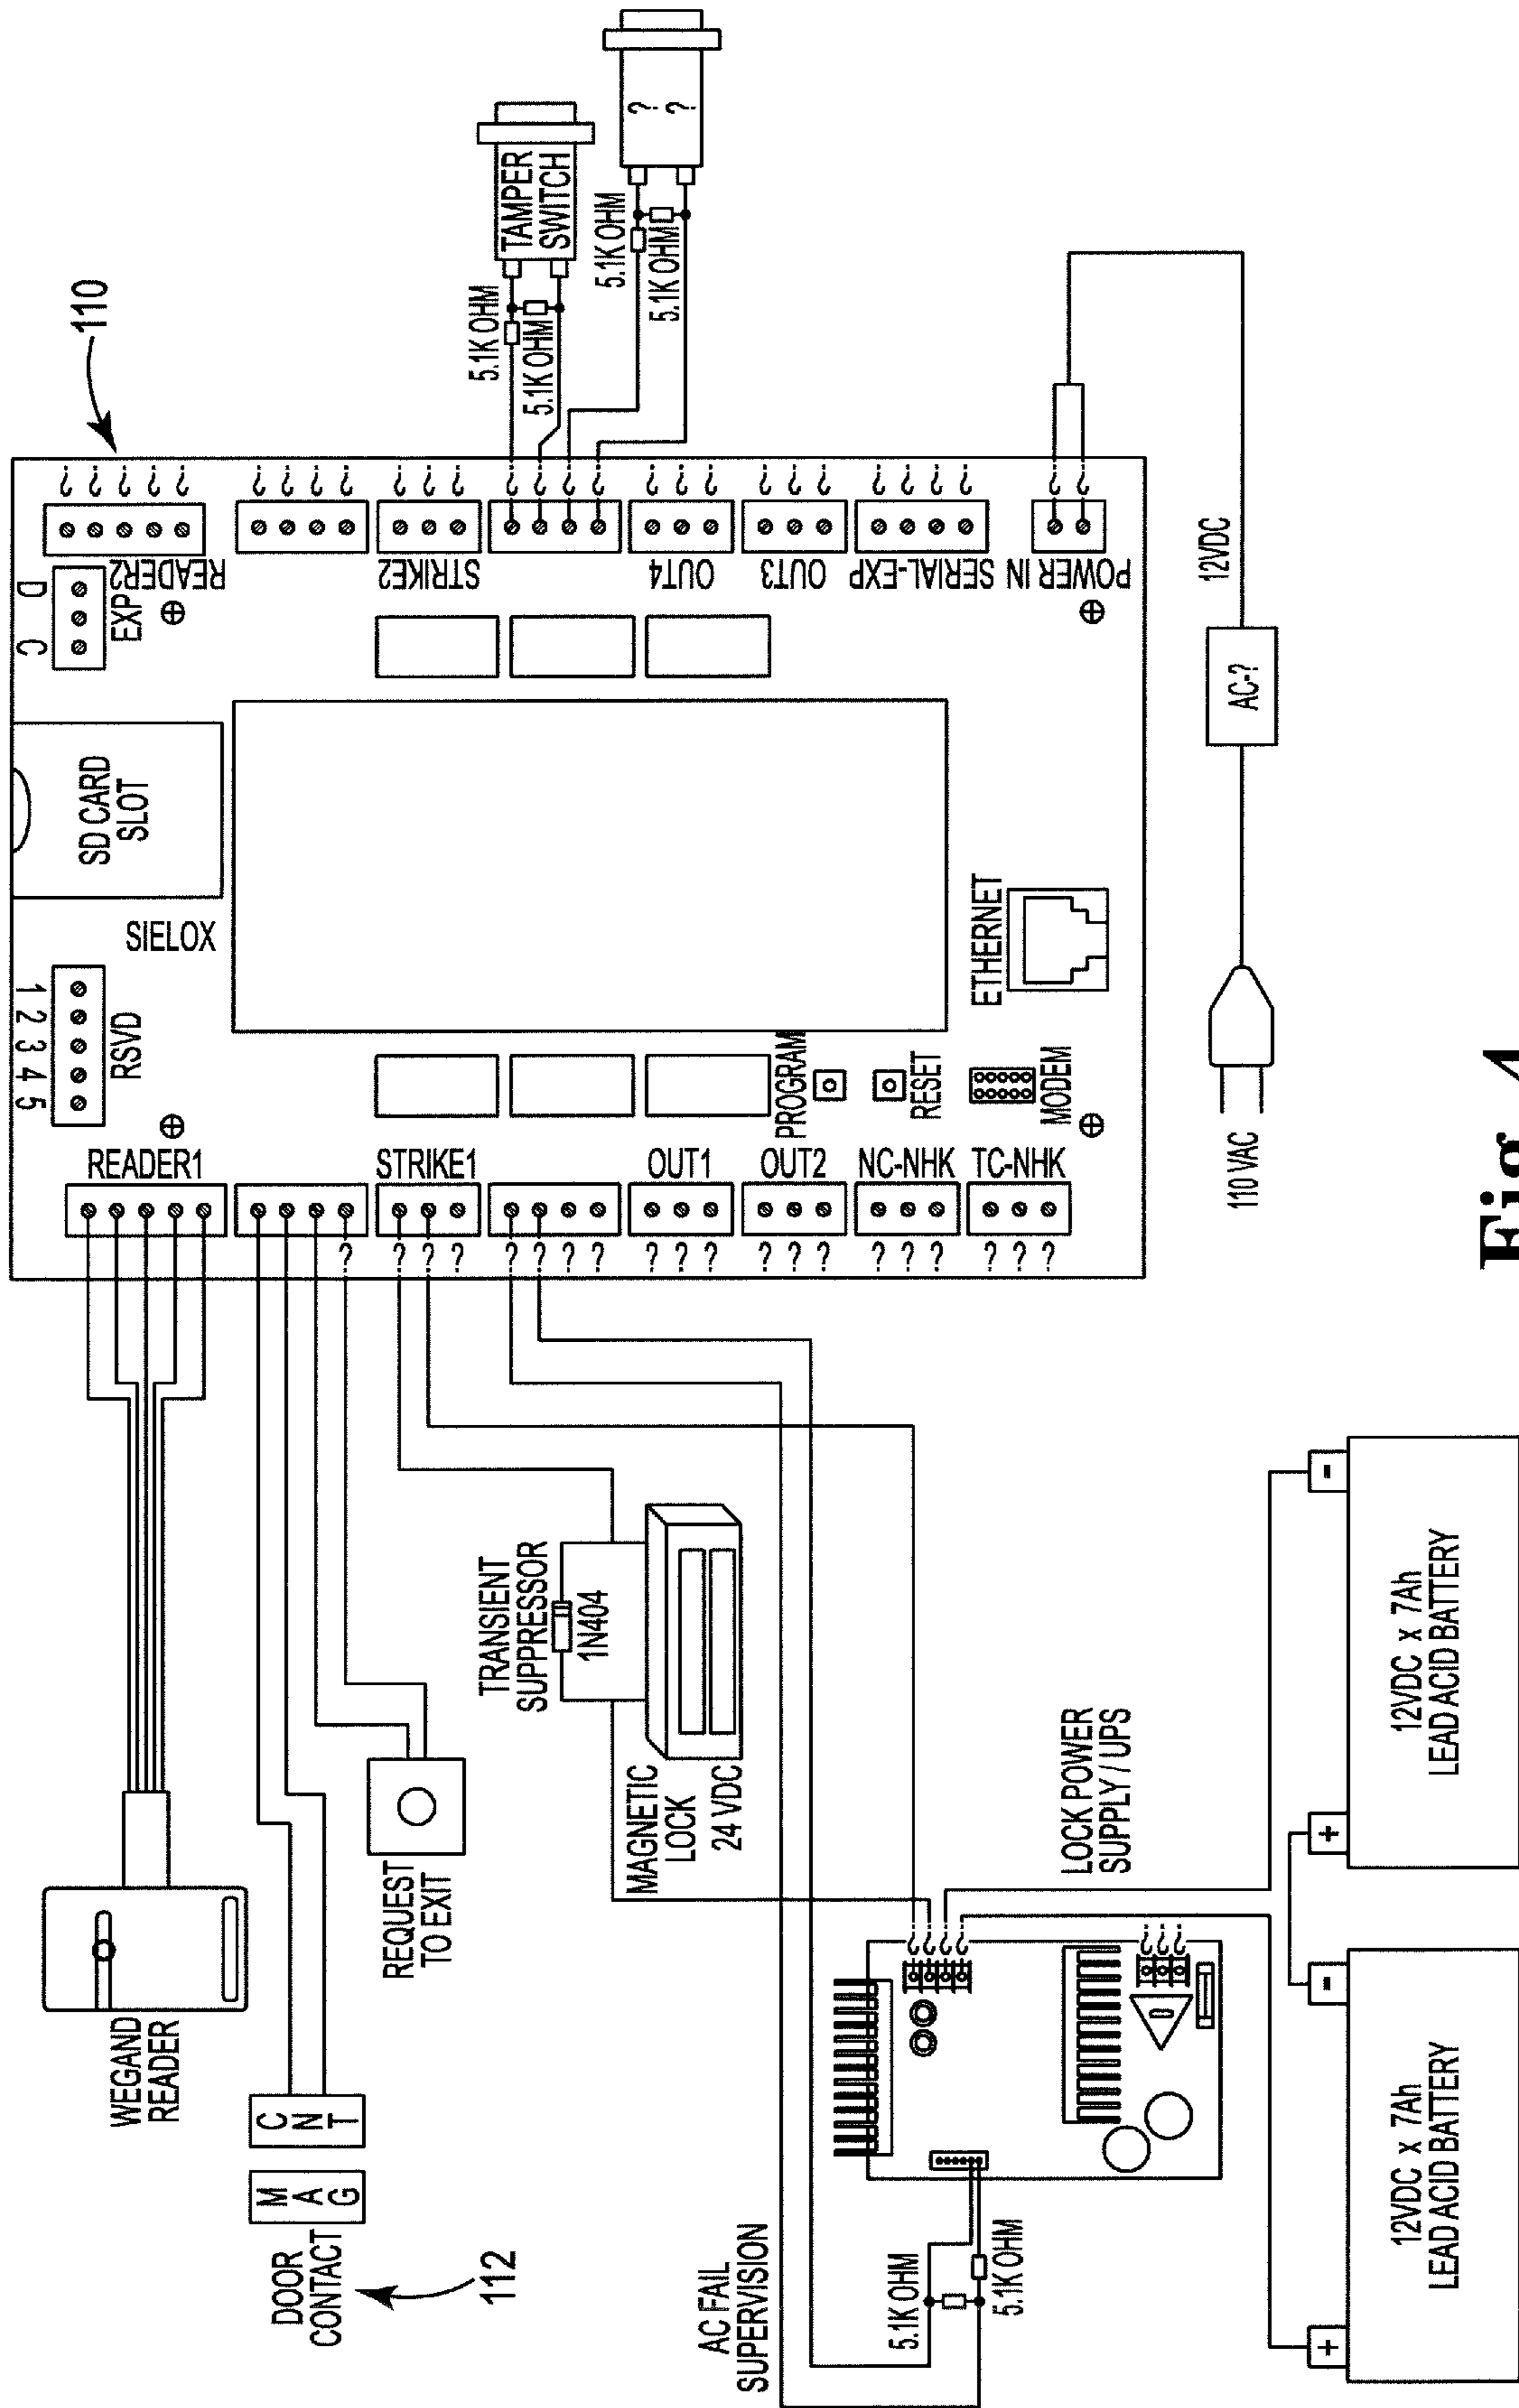 WEGAND
READER
DOOR
CONTACT
112
M
A
G
C
N
T
REQUEST
TO EXIT
AC FAIL
SUPERVISION
5.1K OHM
5.1K OHM
TRANSIENT
SUPPRESSOR
1N404
MAGNETIC
LOCK
24 VDC
LOCK POWER
SUPPLY / UPS
?
?
?
?
?
?
?
+
-
12VDC x 7Ah
LEAD ACID BATTERY
+
-
12VDC x 7Ah
LEAD ACID BATTERY
READER1
?
STRIKE1
? ? ?
? ? ? ?
OUT1
? ? ?
OUT2
? ? ?
NC-NHK
? ? ?
TC-NHK
? ? ?
1 2 3 4 5
RSVD
SIELOX
SD CARD
SLOT
D C
EXP
PROGRAM
RESET
MODEM
ETHERNET
110
READER2
? ? ? ? ?
? ? ? ?
STRIKE2
? ? ?
? ? ? ?
OUT4
? ? ?
OUT3
? ? ?
SERIAL-EXP
? ? ? ?
POWER IN
? ?
5.1K OHM
5.1K OHM
TAMPER
SWITCH
5.1K OHM
5.1K OHM
?
?
110 VAC
AC-?
12VDC
Fig. 4